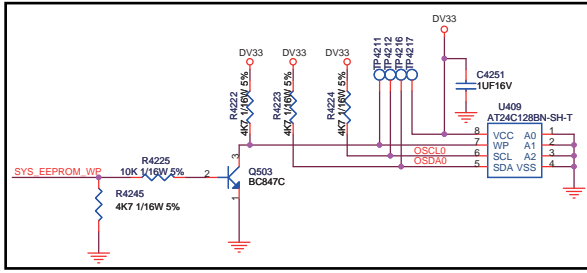 DV33
DV33
DV33
DV33
TP4211
TP4212
TP4216
TP4217
R4222
4K7 1/16W 5%
R4223
4K7 1/16W 5%
R4224
4K7 1/16W 5%
C4251
1UF16V
U409
AT24C128BN-SH-T
8 VCC A0 1
7 WP A1 2
OSCL0 6 SCL A2 3
OSDA0 5 SDA VSS 4
SYS_EEPROM_WP
R4225
10K 1/16W 5%
2
3
1
Q503
BC847C
R4245
4K7 1/16W 5%